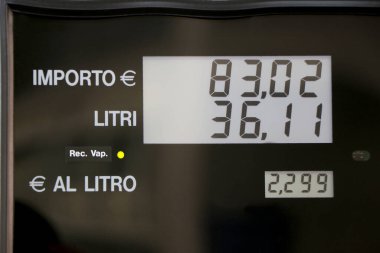 IMPORTO € 83,02
LITRI 36,11
Rec. Vap.
€ AL LITRO 2,299